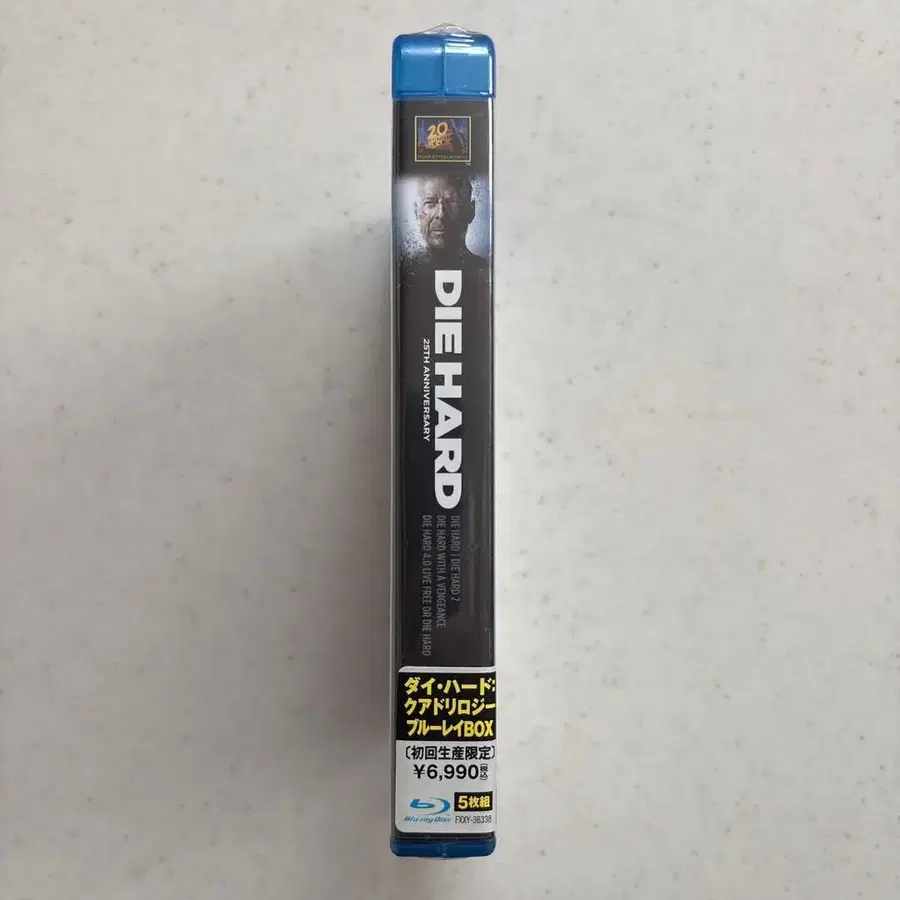 20
DIE HARD
25TH ANNIVERSARY
DIE HARD | DIE HARD 2
DIE HARD WITH A VENGEANCE
DIE HARD 4.0 LIVE FREE OR DIE HARD
ダイ・ハード:
クアドリロジー
ブルーレイBOX
〔初回生産限定〕
¥6,990(税込)
Blu-ray Disc
5枚組
FXXY-36338